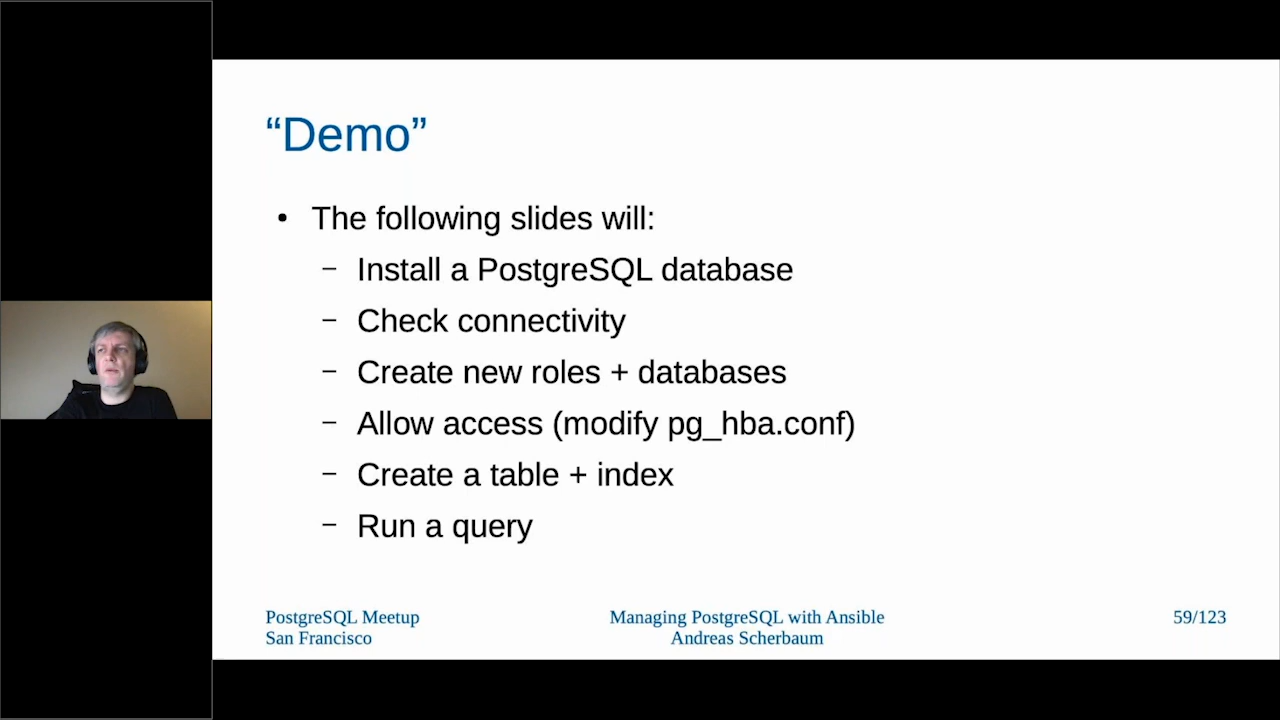 “Demo”
• The following slides will:
– Install a PostgreSQL database
– Check connectivity
– Create new roles + databases
– Allow access (modify pg_hba.conf)
– Create a table + index
– Run a query
PostgreSQL Meetup
San Francisco
Managing PostgreSQL with Ansible
Andreas Scherbaum
59/123